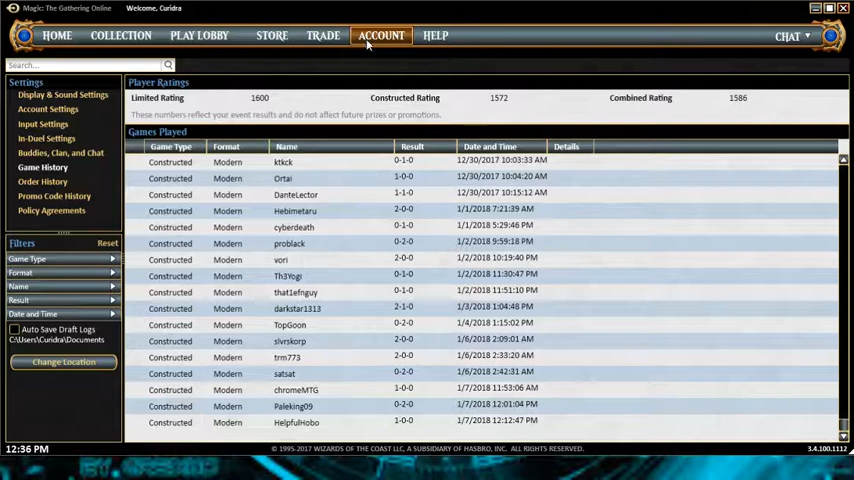 Magic: The Gathering Online Welcome, Curidra
HOME COLLECTION PLAY LOBBY STORE TRADE ACCOUNT HELP CHAT
Search...
Settings
Display & Sound Settings
Account Settings
Input Settings
In-Duel Settings
Buddies, Clan, and Chat
Game History
Order History
Promo Code History
Policy Agreements
Filters Reset
Game Type
Format
Name
Result
Date and Time
Auto Save Draft Logs
C:\Users\Curidra\Documents
Change Location
Player Ratings
Limited Rating 1600 Constructed Rating 1572 Combined Rating 1586
These numbers reflect your event results and do not affect future prizes or promotions.
Games Played
Game Type Format Name Result Date and Time Details
Constructed Modern ktkck 0-1-0 12/30/2017 10:03:33 AM
Constructed Modern Ortai 0-1-0 12/30/2017 10:04:20 AM
Constructed Modern DanteLector 1-1-0 12/30/2017 10:15:12 AM
Constructed Modern Hebimetaru 2-0-0 1/1/2018 7:21:39 AM
Constructed Modern cyberdeath 0-1-0 1/1/2018 5:29:46 PM
Constructed Modern problack 0-2-0 1/2/2018 9:59:18 PM
Constructed Modern vori 2-0-0 1/2/2018 10:19:40 PM
Constructed Modern Th3Yogi 0-1-0 1/2/2018 11:30:47 PM
Constructed Modern that1efnguy 0-1-0 1/2/2018 11:51:10 PM
Constructed Modern darkstar1313 2-1-0 1/3/2018 1:04:48 PM
Constructed Modern TopGoon 0-2-0 1/4/2018 1:15:02 PM
Constructed Modern slvrskorp 2-0-0 1/6/2018 2:09:01 AM
Constructed Modern trm773 2-0-0 1/6/2018 2:33:20 AM
Constructed Modern satsat 0-2-0 1/6/2018 2:42:31 AM
Constructed Modern chromeMTG 1-0-0 1/7/2018 11:53:06 AM
Constructed Modern Paleking09 0-2-0 1/7/2018 12:01:04 PM
Constructed Modern HelpfulHobo 1-0-0 1/7/2018 12:12:47 PM
12:36 PM © 1995-2017 WIZARDS OF THE COAST LLC, A SUBSIDIARY OF HASBRO, INC. ALL RIGHTS RESERVED. 3.4.100.1112